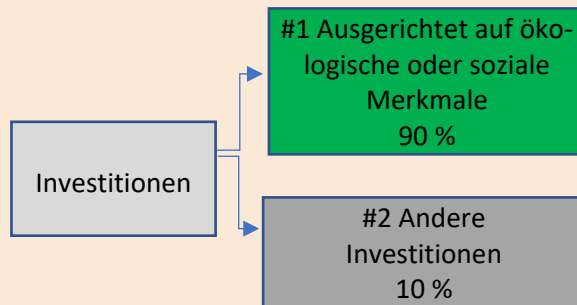 #1 Ausgerichtet auf öko-
logische oder soziale
Merkmale
90 %
Investitionen
#2 Andere
Investitionen
10 %